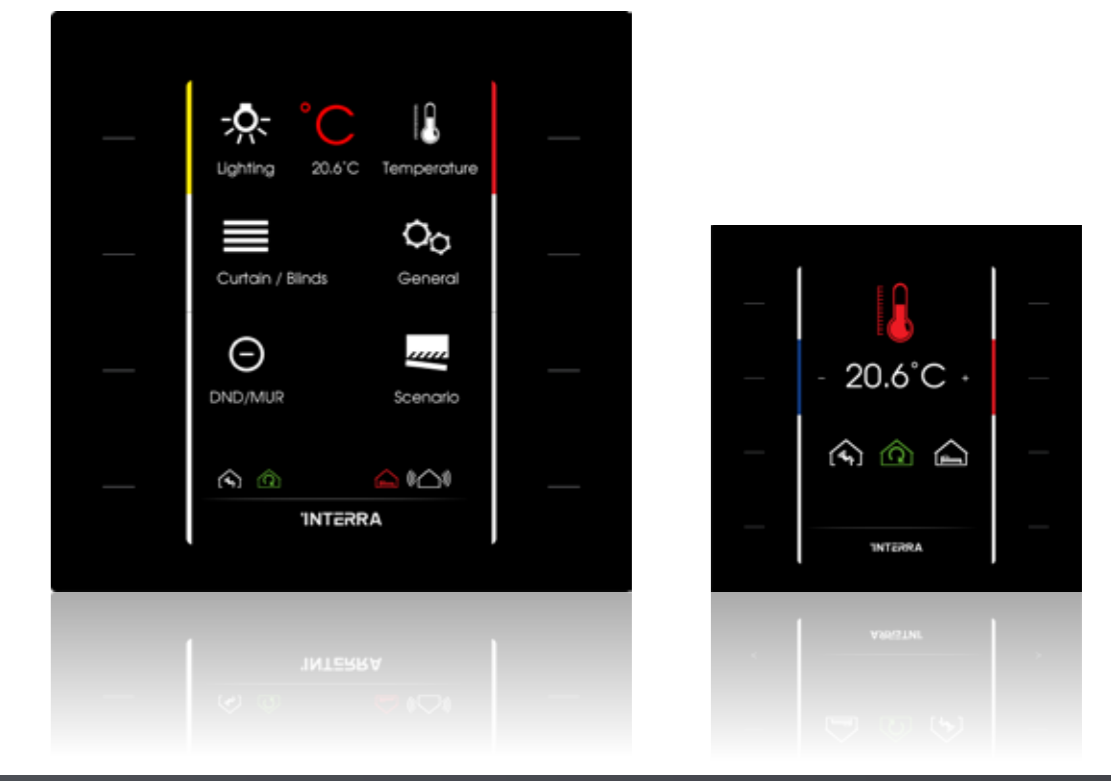 Lighting 20.6°C Temperature
°C
Curtain / Blinds General
DND/MUR Scenario
INTERRA
- 20.6°C +
INTERRA